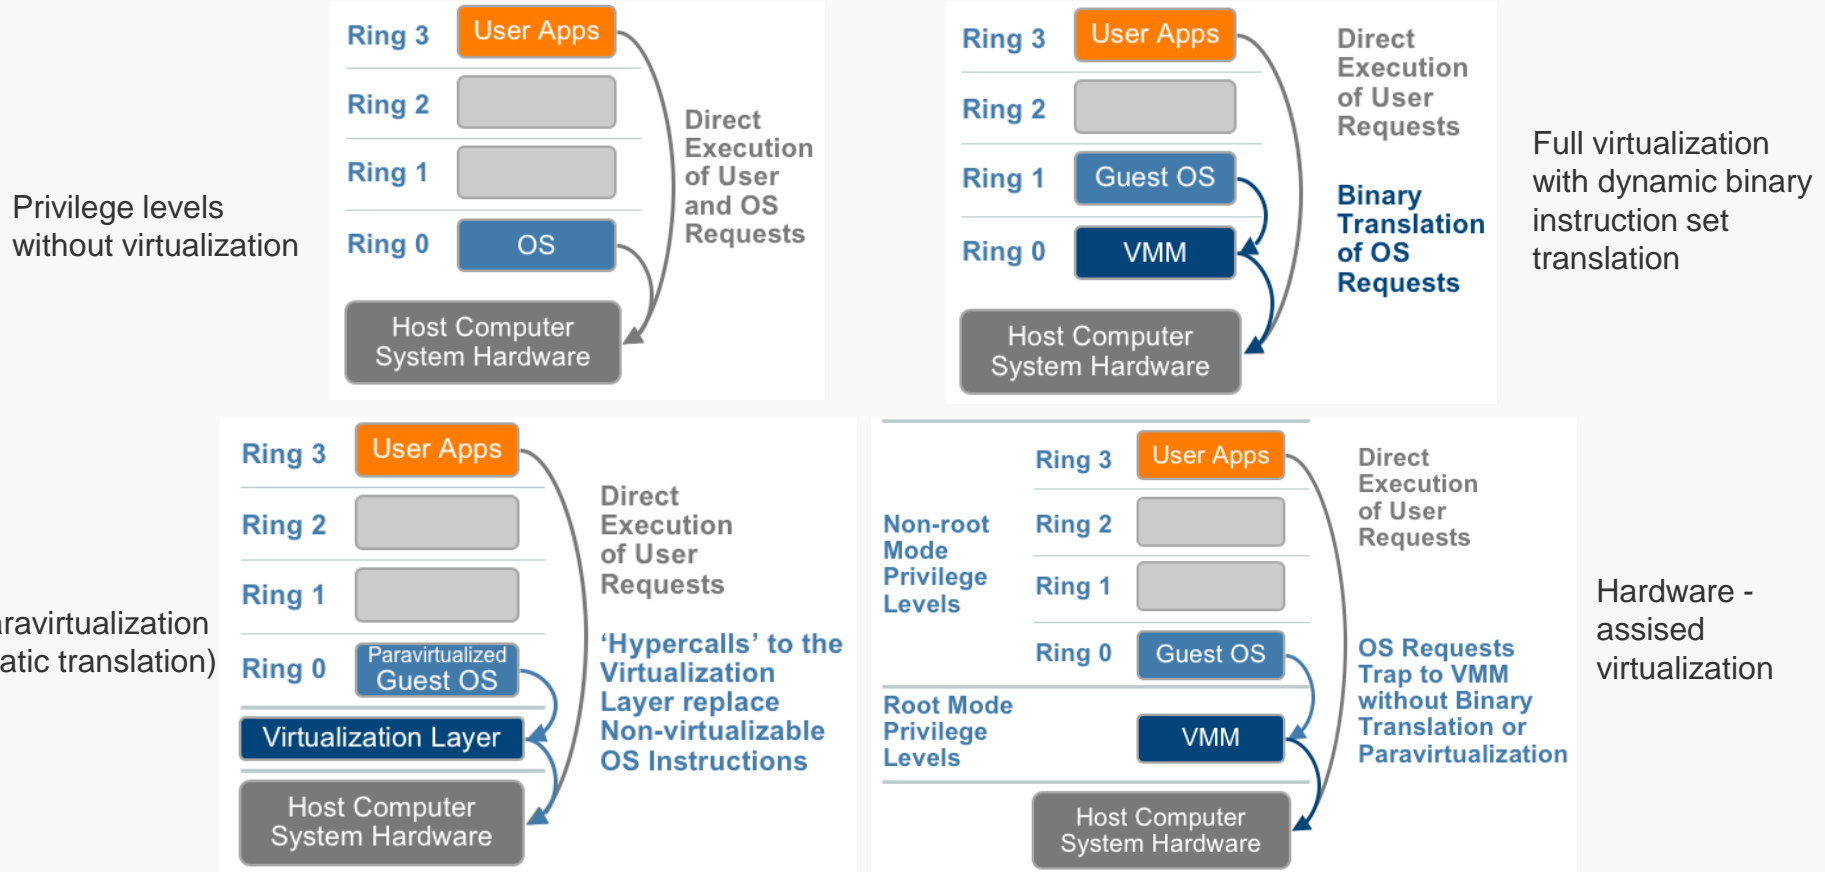 Privilege levels
without virtualization
Ring 3
User Apps
Ring 2
Ring 1
Ring 0
OS
Host Computer
System Hardware
Direct
Execution
of User
and OS
Requests
Ring 3
User Apps
Ring 2
Ring 1
Guest OS
Ring 0
VMM
Host Computer
System Hardware
Direct
Execution
of User
Requests
Binary
Translation
of OS
Requests
Full virtualization
with dynamic binary
instruction set
translation
aravirtualization
atic translation)
Ring 3
User Apps
Ring 2
Ring 1
Ring 0
Paravirtualized
Guest OS
Virtualization Layer
Host Computer
System Hardware
Direct
Execution
of User
Requests
‘Hypercalls’ to the
Virtualization
Layer replace
Non-virtualizable
OS Instructions
Non-root
Mode
Privilege
Levels
Ring 3
User Apps
Ring 2
Ring 1
Ring 0
Guest OS
Root Mode
Privilege
Levels
VMM
Host Computer
System Hardware
Direct
Execution
of User
Requests
OS Requests
Trap to VMM
without Binary
Translation or
Paravirtualization
Hardware -
assised
virtualization